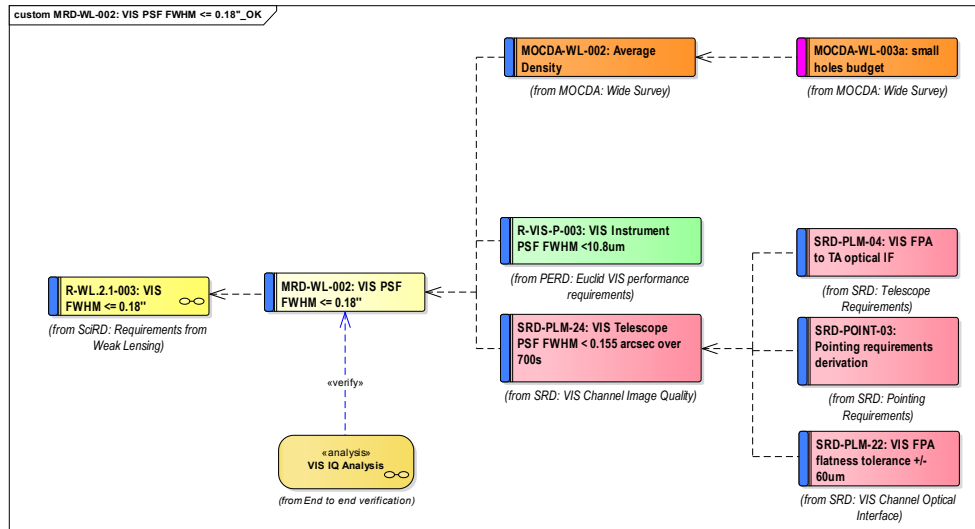 custom MRD-WL-002: VIS PSF FWHM <= 0.18"_OK
MOCDA-WL-002: Average
Density
(from MOCDA: Wide Survey)
MOCDA-WL-003a: small
holes budget
(from MOCDA: Wide Survey)
R-VIS-P-003: VIS Instrument
PSF FWHM <10.8um
(from PERD: Euclid VIS performance
requirements)
SRD-PLM-04: VIS FPA
to TA optical IF
(from SRD: Telescope
Requirements)
R-WL.2.1-003: VIS
FWHM <= 0.18"
(from SciRD: Requirements from
Weak Lensing)
MRD-WL-002: VIS PSF
FWHM <= 0.18"
SRD-PLM-24: VIS Telescope
PSF FWHM < 0.155 arcsec over
700s
(from SRD: VIS Channel Image Quality)
SRD-POINT-03:
Pointing requirements
derivation
(from SRD: Pointing
Requirements)
«verify»
«analysis»
VIS IQ Analysis
(from End to end verification)
SRD-PLM-22: VIS FPA
flatness tolerance +/-
60um
(from SRD: VIS Channel Optical
Interface)